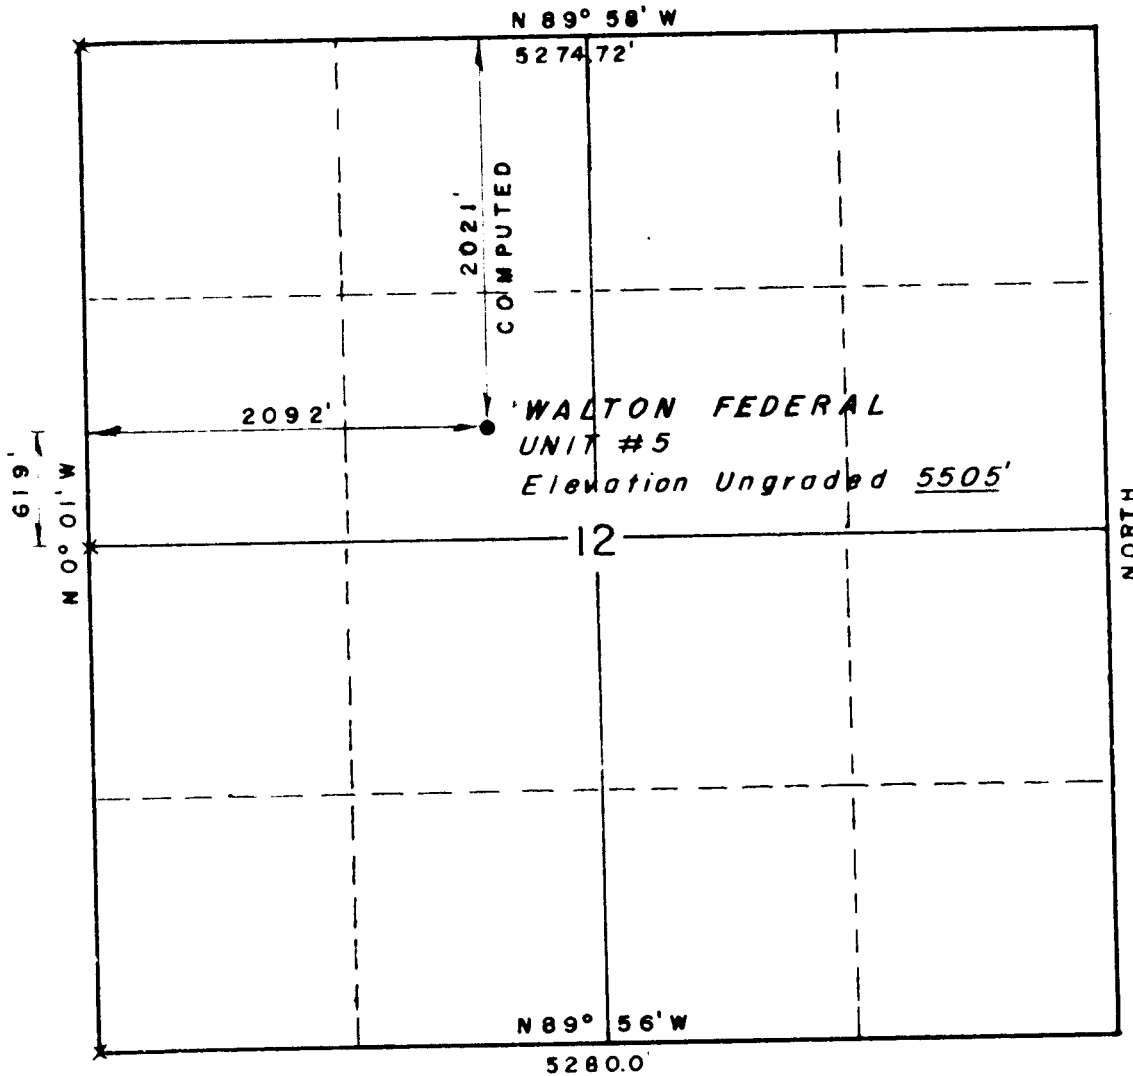 N 89° 58' W
5274.72'
2021'
COMPUTED
2092'
'WALTON FEDERAL
UNIT #5
Elevation Ungraded 5505'
619'
N 0° 01' W
12
NORTH
N 89° 56' W
5280.0'